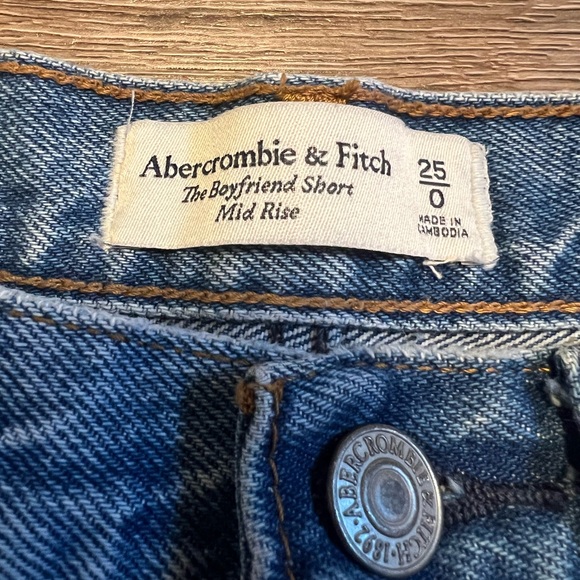 Abercrombie & Fitch
The Boyfriend Short
Mid Rise
25
0
MADE IN
CAMBODIA
ABERCROMBIE & FITCH · 1892 ·